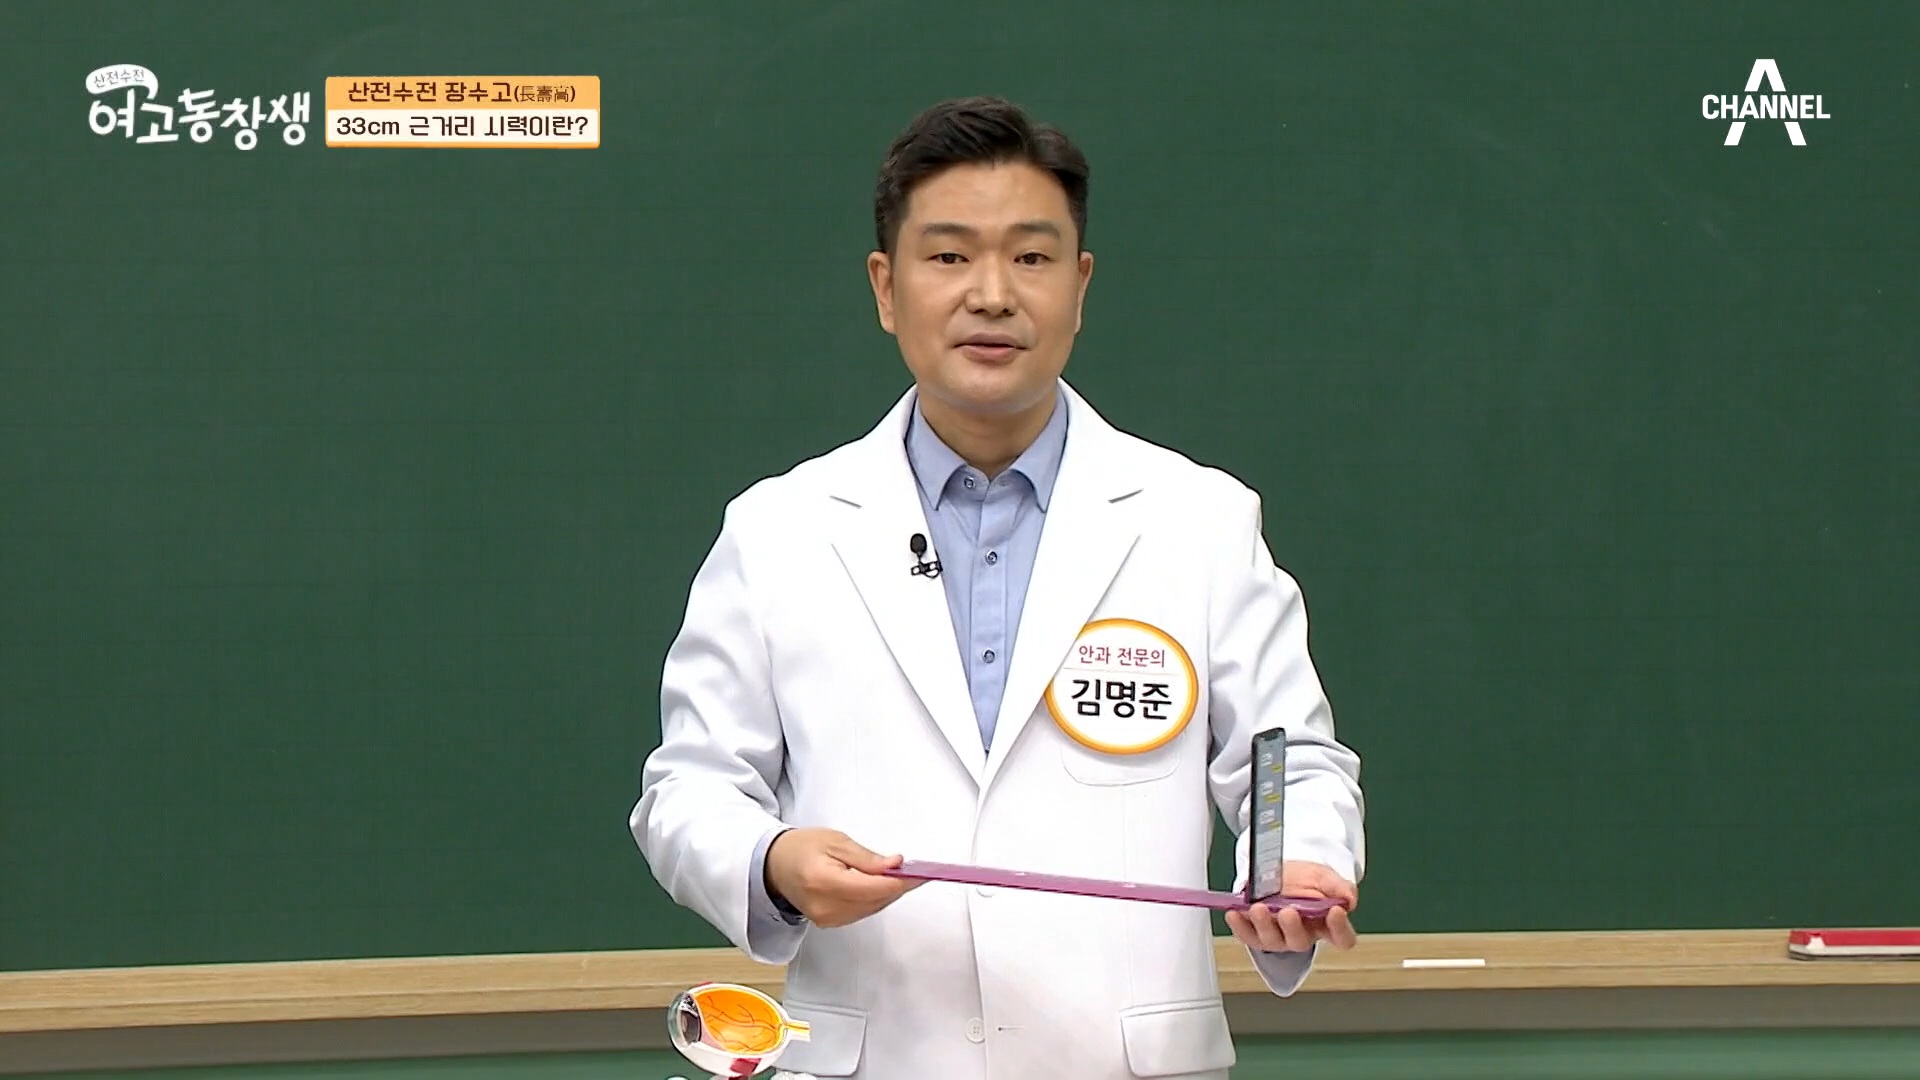 산전수전
여고동창생
산전수전 장수고(長壽高)
33cm 근거리 시력이란?
CHANNEL A
안과 전문의
김명준